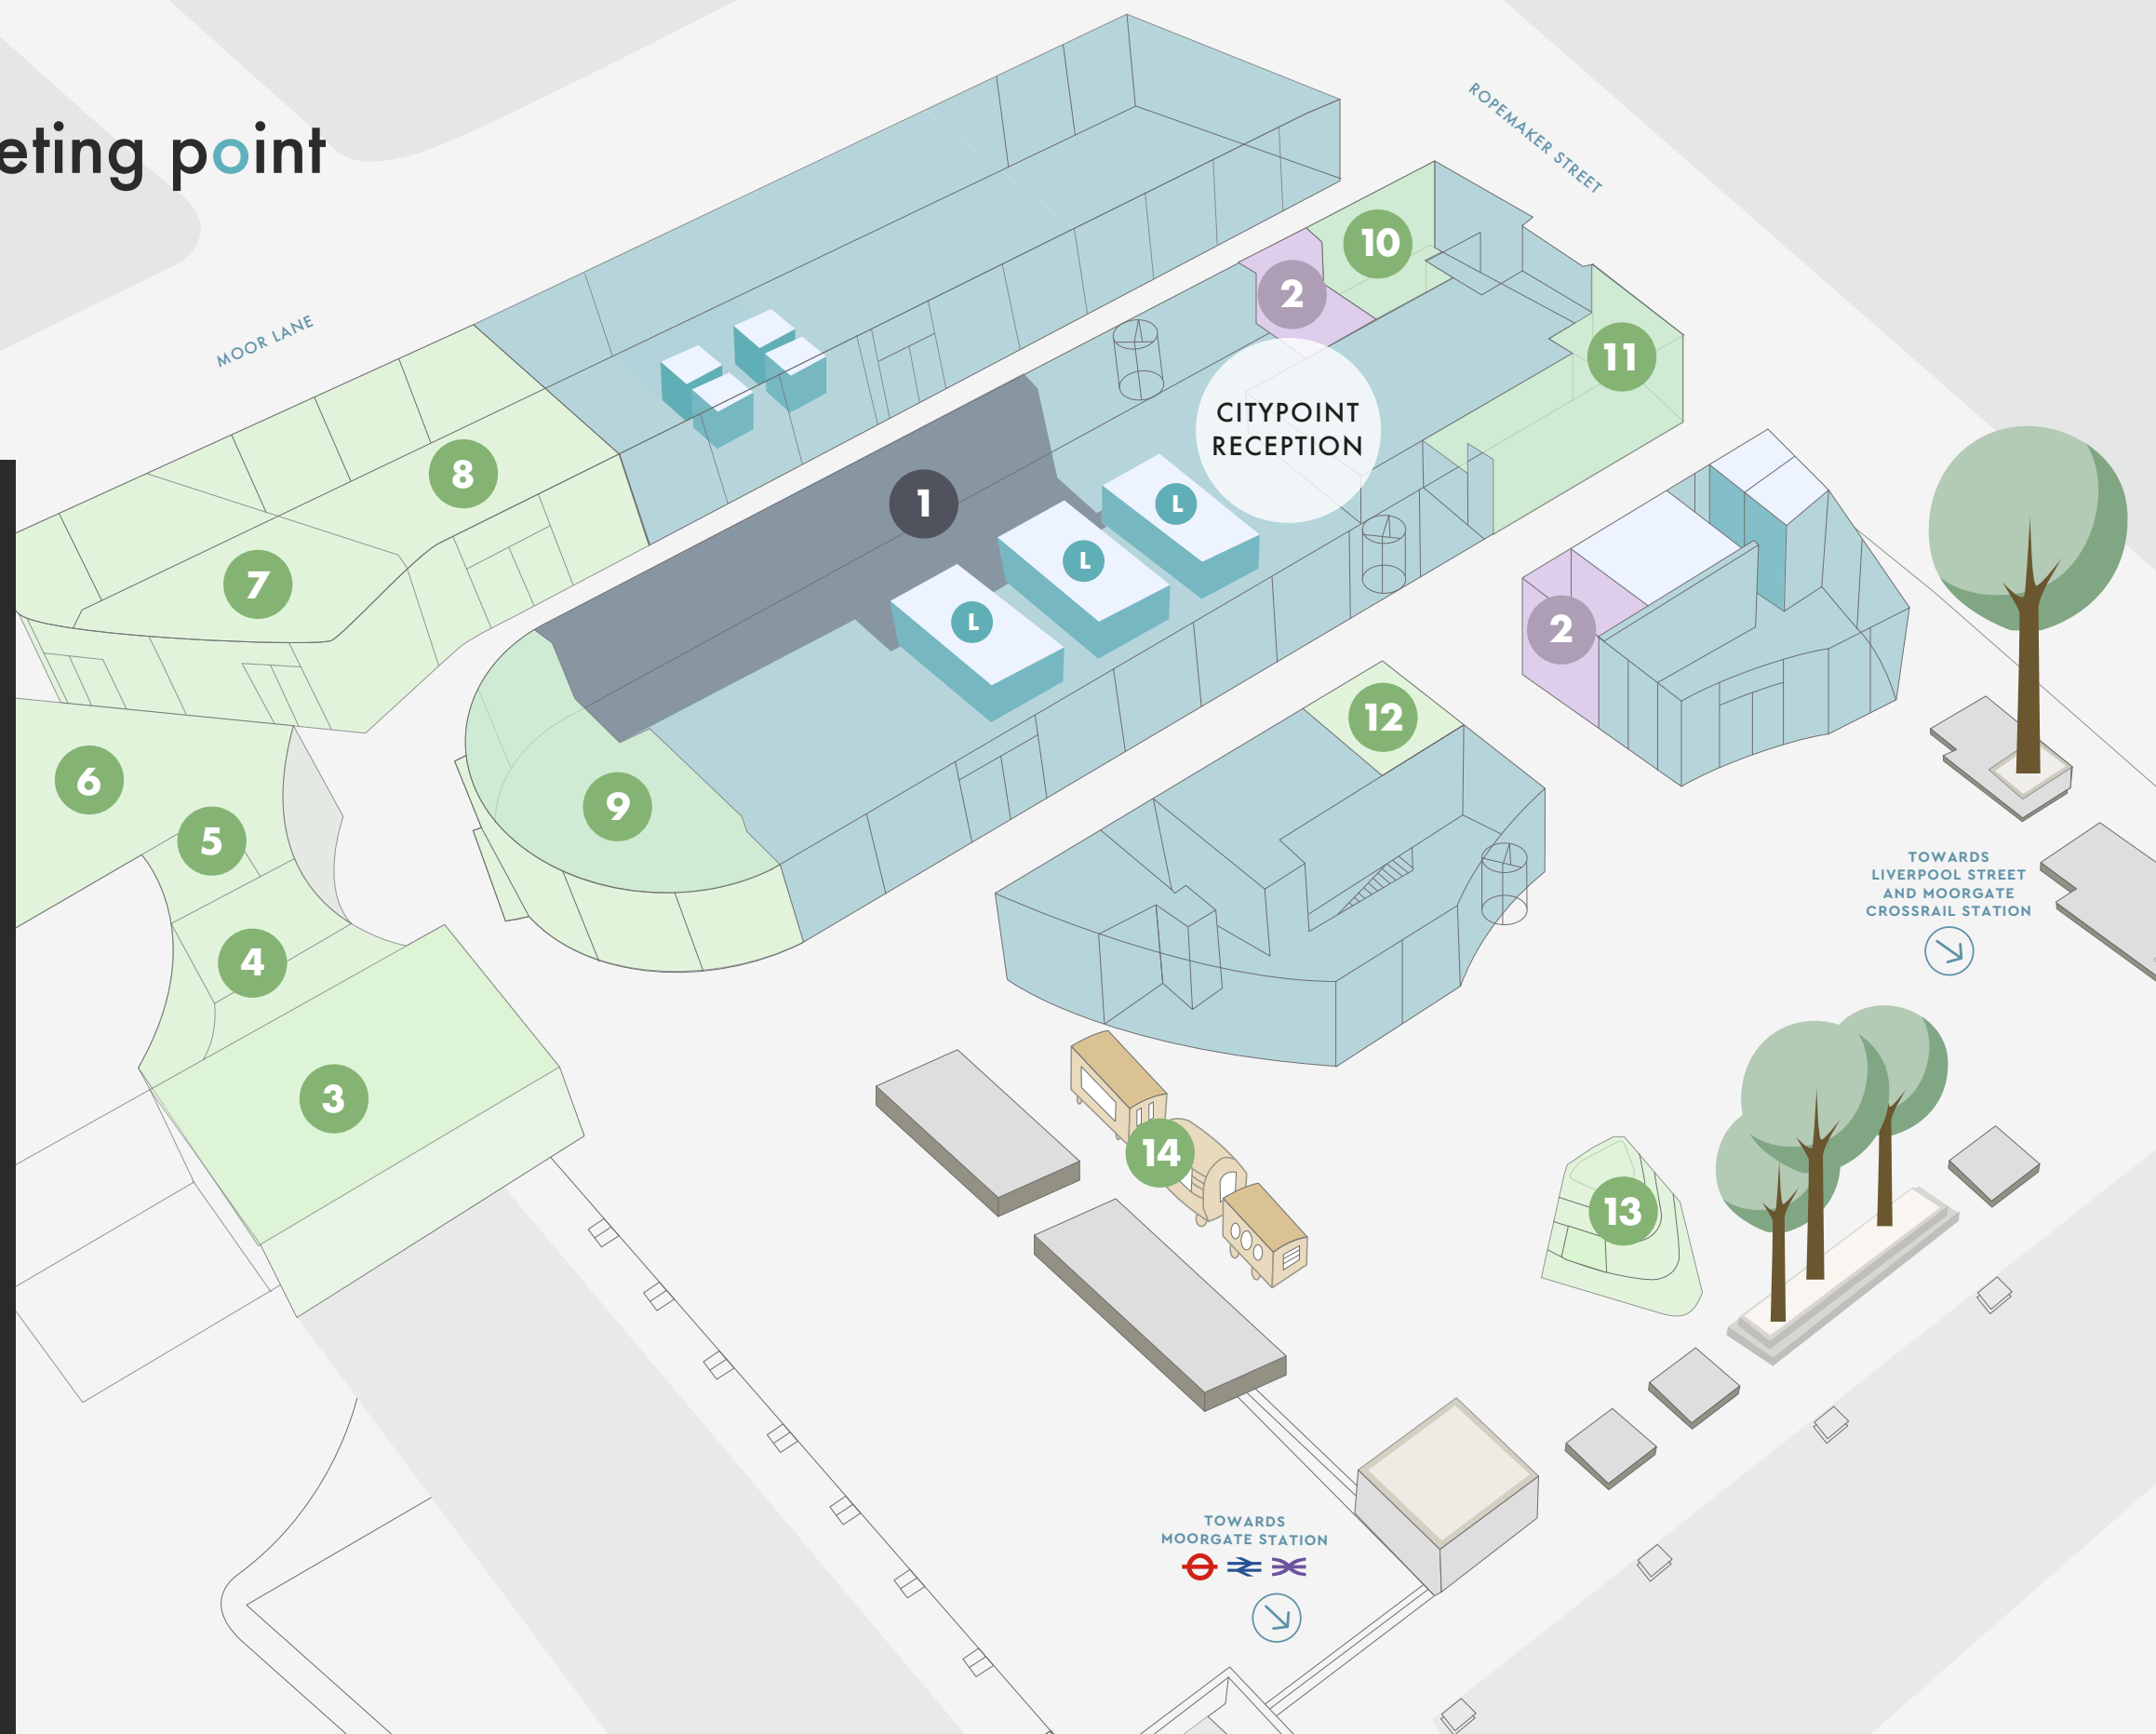 eting point
ROPEMAKER STREET
MOOR LANE
10
2
11
CITYPOINT
RECEPTION
8
1
L
7
L
L
2
12
6
9
5
TOWARDS
LIVERPOOL STREET
AND MOORGATE
CROSSRAIL STATION
4
3
14
13
TOWARDS
MOORGATE STATION